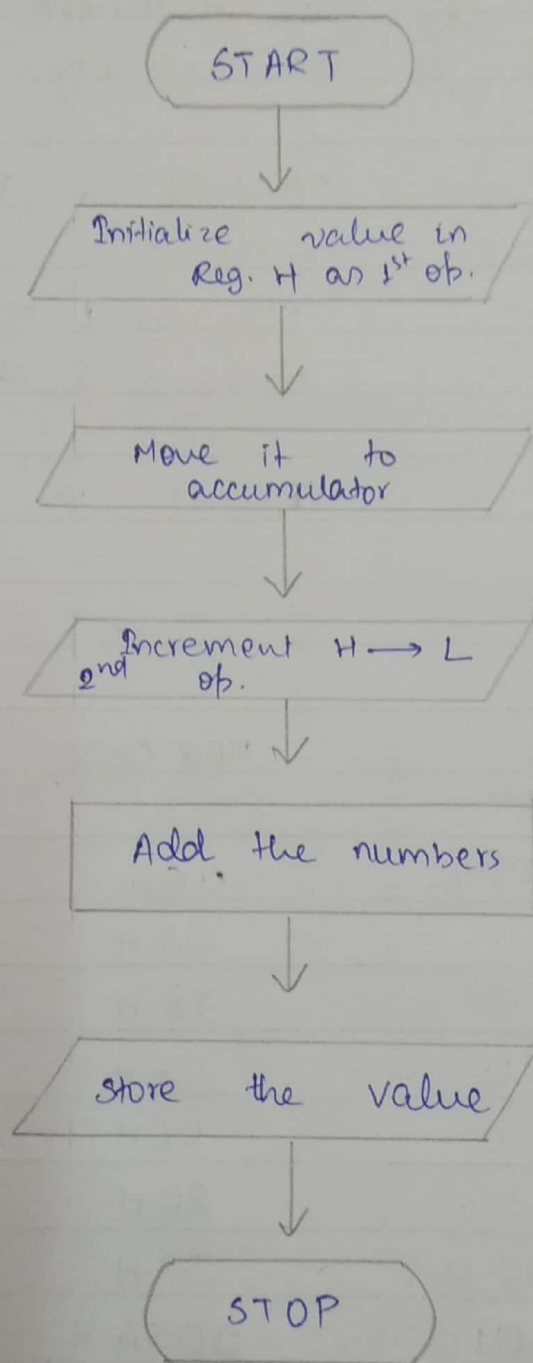 START
Initialize value in
Reg. H as 1st op.
Move it to
accumulator
Increment H → L
2nd op.
Add the numbers
store the value
STOP